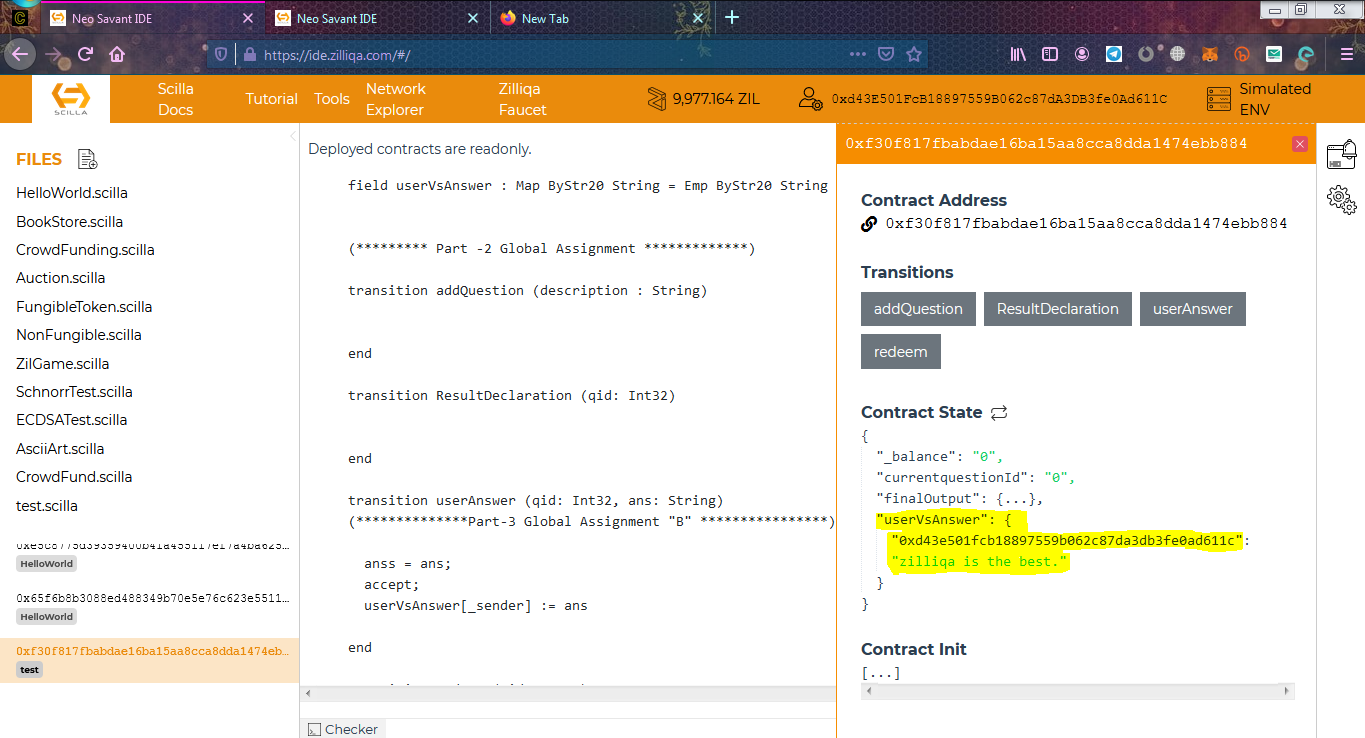 Neo Savant IDE
Neo Savant IDE
New Tab
https://ide.zilliqa.com/#/
SCILLA
Scilla Docs
Tutorial
Tools
Network Explorer
Zilliqa Faucet
9,977.164 ZIL
0xd43E501FcB18897559B062c87dA3DB3fe0Ad611C
Simulated ENV
FILES
HelloWorld.scilla
BookStore.scilla
CrowdFunding.scilla
Auction.scilla
FungibleToken.scilla
NonFungible.scilla
ZilGame.scilla
SchnorrTest.scilla
ECDSATest.scilla
AsciiArt.scilla
CrowdFund.scilla
test.scilla
HelloWorld
0x65f6b8b3088ed488349b70e5e76c623e5511...
HelloWorld
0xf30f817fbabdae16ba15aa8cca8dda1474eb...
test
Deployed contracts are readonly.
field userVsAnswer : Map ByStr20 String = Emp ByStr20 String
(********* Part -2 Global Assignment *************)
transition addQuestion (description : String)
end
transition ResultDeclaration (qid: Int32)
end
transition userAnswer (qid: Int32, ans: String)
(**************Part-3 Global Assignment "B" ****************)
anss = ans;
accept;
userVsAnswer[_sender] := ans
end
Checker
0xf30f817fbabdae16ba15aa8cca8dda1474ebb884
Contract Address
0xf30f817fbabdae16ba15aa8cca8dda1474ebb884
Transitions
addQuestion
ResultDeclaration
userAnswer
redeem
Contract State
{
"_balance": "0",
"currentquestionId": "0",
"finalOutput": {...},
"userVsAnswer": {
"0xd43e501fcb18897559b062c87da3db3fe0ad611c":
"zilliqa is the best."
}
}
Contract Init
[...]